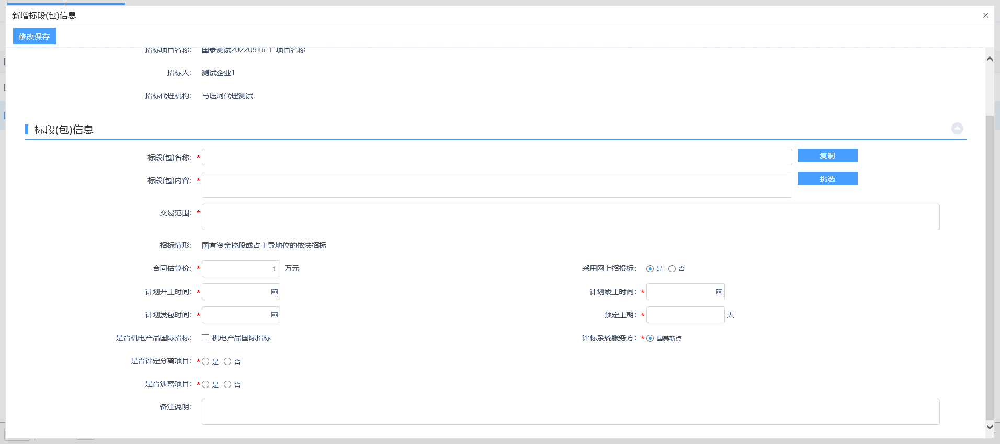 新增标段(包)信息
修改保存
招标项目名称： 国泰测试20220916-1-项目名称
招标人： 测试企业1
招标代理机构： 马珏珂代理测试
标段(包)信息
标段(包)名称：* 复制
标段(包)内容：* 挑选
交易范围：*
招标情形： 国有资金控股或占主导地位的依法招标
合同估算价：* 1 万元 采用网上招投标： 是 否
计划开工时间：* 计划竣工时间：*
计划发包时间：* 预定工期：* 天
是否机电产品国际招标： 机电产品国际招标 评标系统服务方：* 国泰新点
是否评定分离项目：* 是 否
是否涉密项目：* 是 否
备注说明：